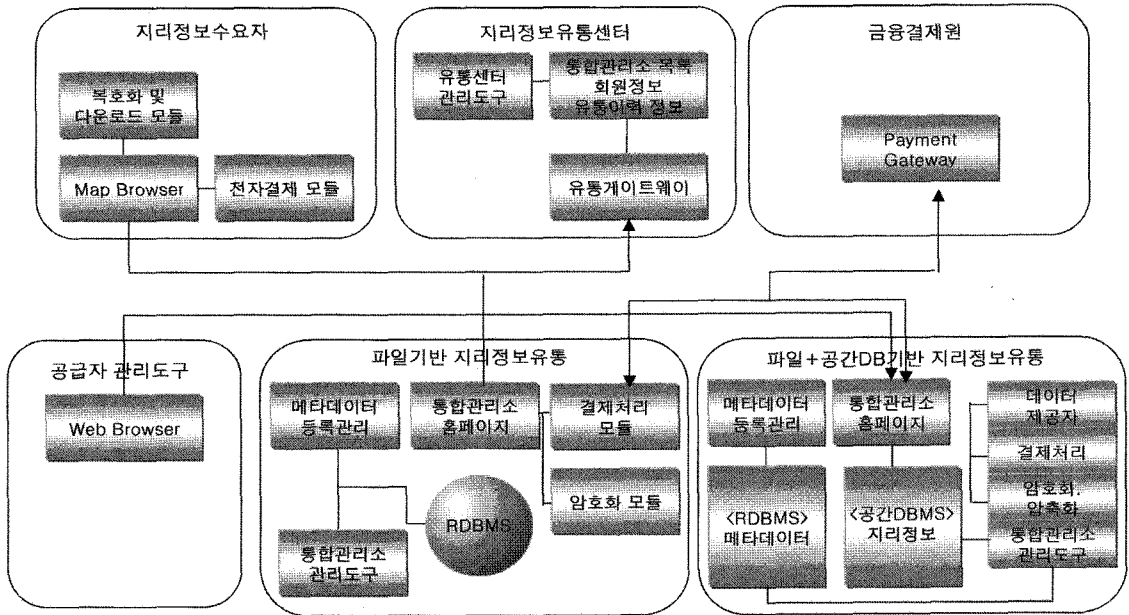 지리정보수요자
복호화 및
다운로드 모듈
Map Browser
전자결제 모듈
지리정보유통센터
유통센터
관리도구
통합관리소 목록
회원정보
유통이력 정보
유통게이트웨이
금융결제원
Payment
Gateway
공급자 관리도구
Web Browser
파일기반 지리정보유통
메타데이터
등록관리
통합관리소
홈페이지
결제처리
모듈
RDBMS
암호화 모듈
통합관리소
관리도구
파일+공간DB기반 지리정보유통
메타데이터
등록관리
통합관리소
홈페이지
데이터
제공자
결제처리
암호화,
압축화
<RDBMS>
메타데이터
<공간DBMS>
지리정보
통합관리소
관리도구